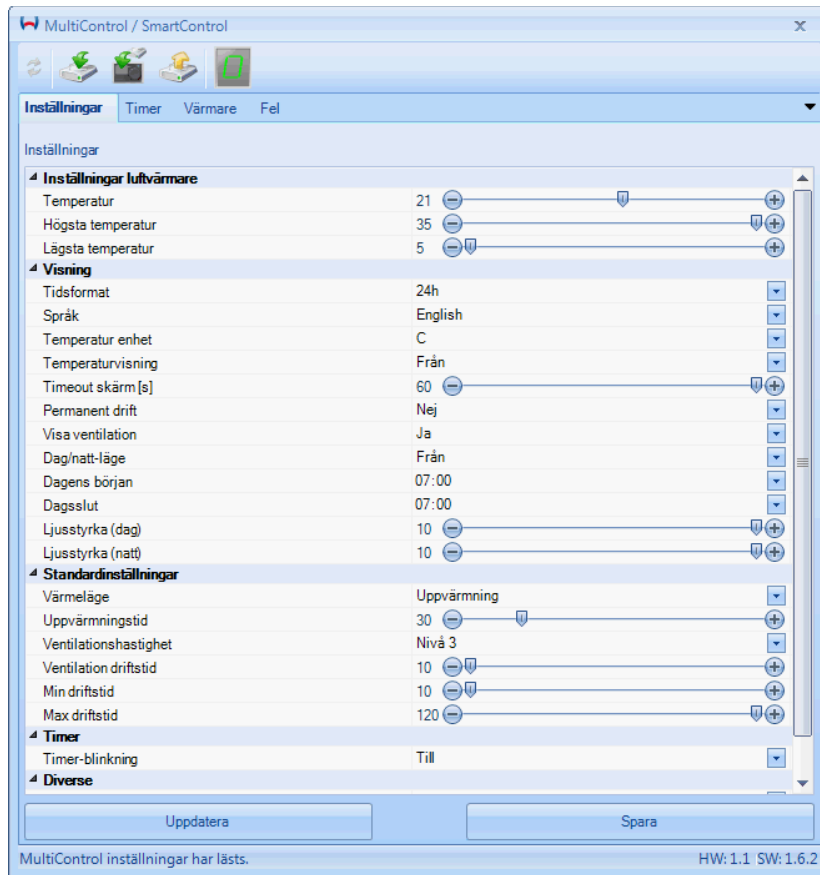 MultiControl / SmartControl
Inställningar Timer Värmare Fel
Inställningar
Inställningar luftvärmare
Temperatur 21
Högsta temperatur 35
Lägsta temperatur 5
Visning
Tidsformat 24h
Språk English
Temperatur enhet C
Temperaturvisning Från
Timeout skärm [s] 60
Permanent drift Nej
Visa ventilation Ja
Dag/natt-läge Från
Dagens början 07:00
Dagsslut 07:00
Ljusstyrka (dag) 10
Ljusstyrka (natt) 10
Standardinställningar
Värmeläge Uppvärmning
Uppvärmningstid 30
Ventilationshastighet Nivå 3
Ventilation driftstid 10
Min driftstid 10
Max driftstid 120
Timer
Timer-blinkning Till
Diverse
Uppdatera Spara
MultiControl inställningar har lästs. HW: 1.1 SW: 1.6.2